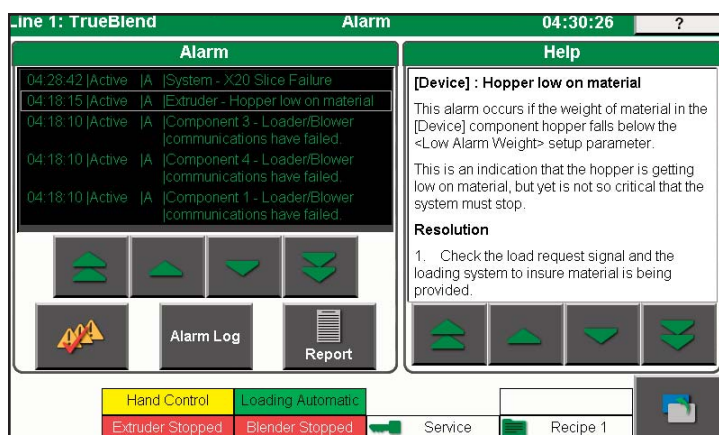 Line 1: TrueBlend
Alarm
04:30:26
?
Alarm
04:28:42 |Active |A |System - X20 Slice Failure
04:18:15 |Active |A |Extruder - Hopper low on material
04:18:10 |Active |A |Component 3 - Loader/Blower
|communications have failed.
04:18:10 |Active |A |Component 4 - Loader/Blower
|communications have failed.
04:18:10 |Active |A |Component 1 - Loader/Blower
|communications have failed.
Alarm Log
Report
Help
[Device] : Hopper low on material
This alarm occurs if the weight of material in the
[Device] component hopper falls below the
<Low Alarm Weight> setup parameter.
This is an indication that the hopper is getting
low on material, but yet is not so critical that the
system must stop.
Resolution
1. Check the load request signal and the
loading system to insure material is being
provided.
Hand Control
Loading Automatic
Extruder Stopped
Blender Stopped
Service
Recipe 1